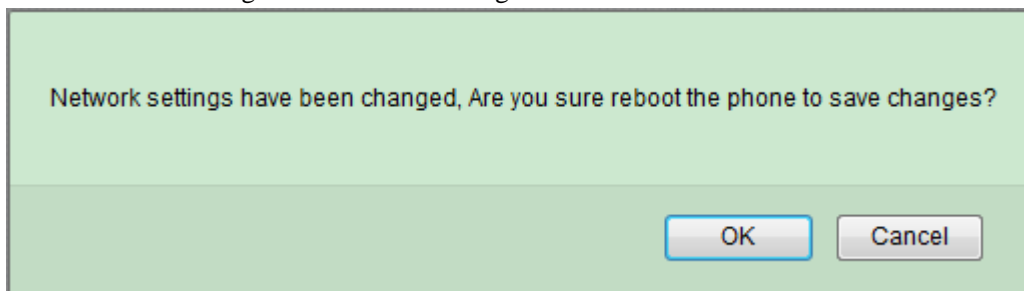 Network settings have been changed, Are you sure reboot the phone to save changes?
OK
Cancel